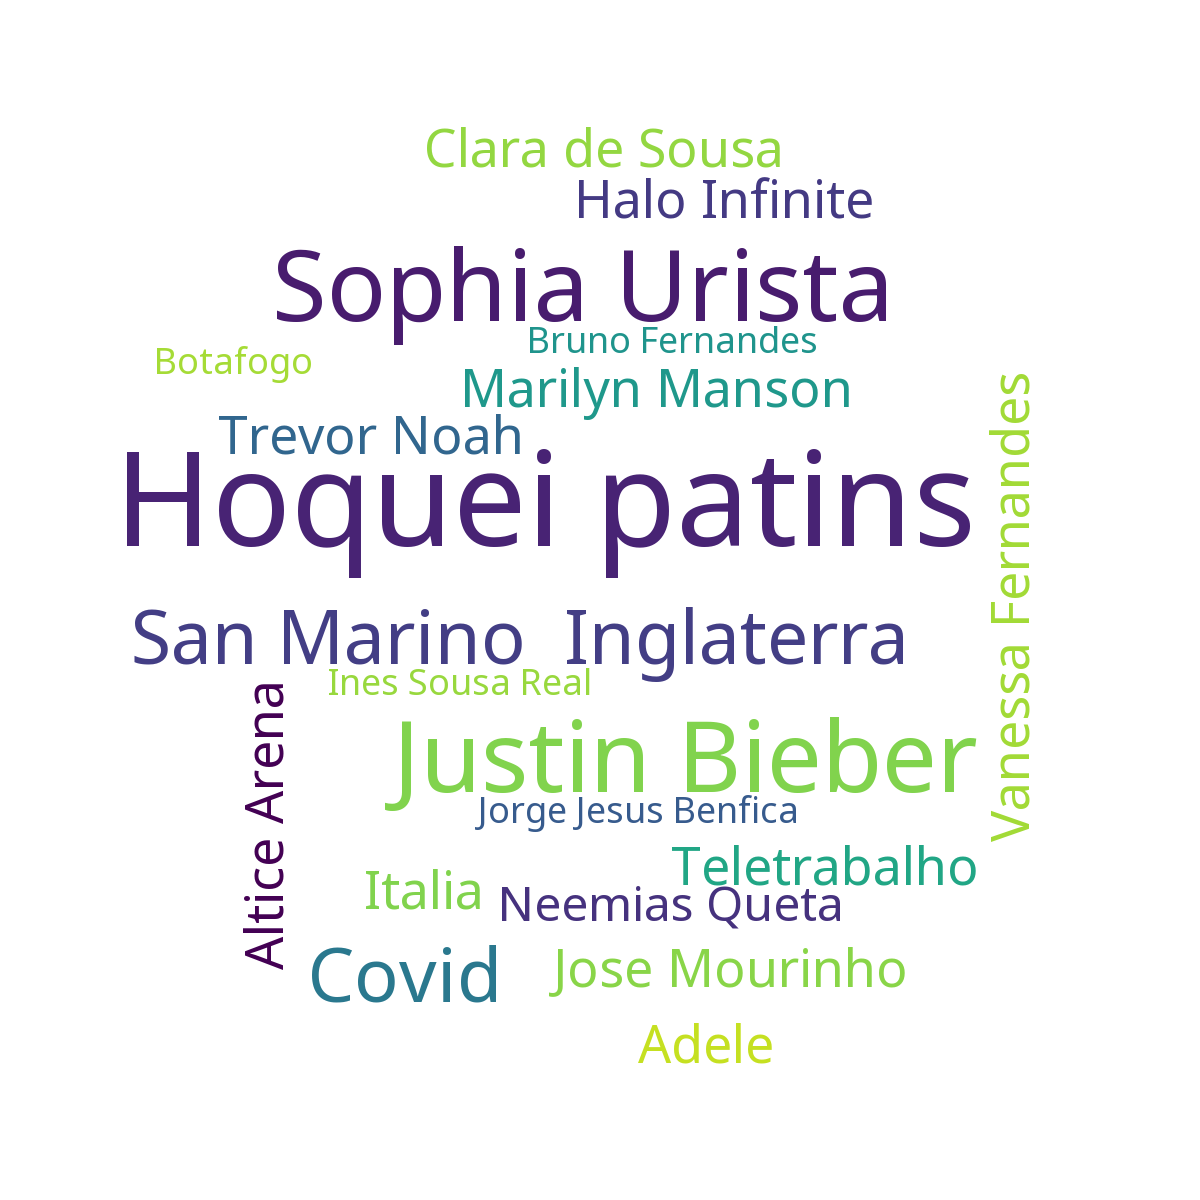 Clara de Sousa
Halo Infinite
Sophia Urista
Bruno Fernandes
Botafogo
Marilyn Manson
Trevor Noah
Hoquei patins
Vanessa Fernandes
San Marino Inglaterra
Ines Sousa Real
Altice Arena
Justin Bieber
Jorge Jesus Benfica
Teletrabalho
Italia
Neemias Queta
Covid
Jose Mourinho
Adele